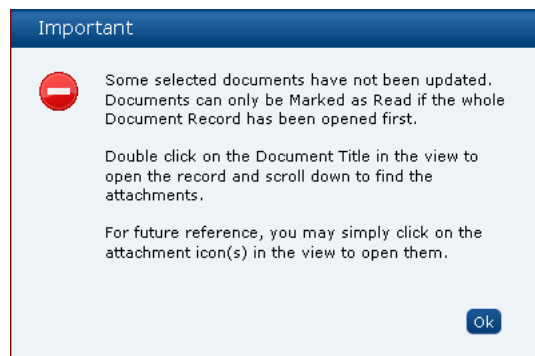 Important
Some selected documents have not been updated.
Documents can only be Marked as Read if the whole
Document Record has been opened first.
Double click on the Document Title in the view to
open the record and scroll down to find the
attachments.
For future reference, you may simply click on the
attachment icon(s) in the view to open them.
Ok